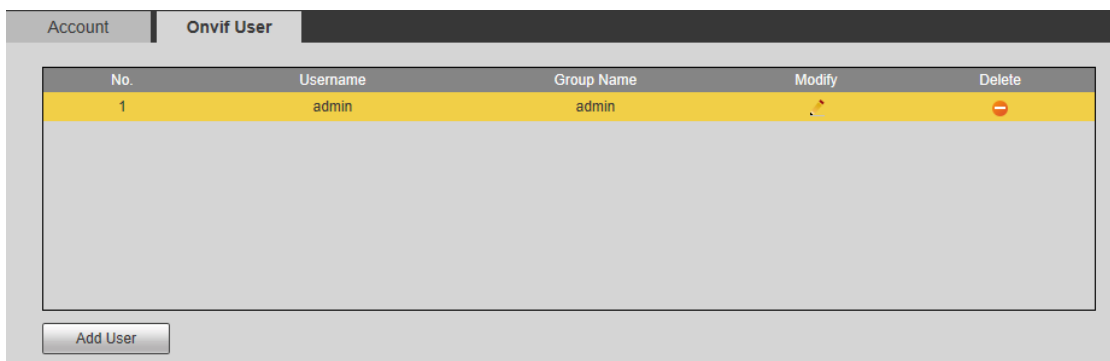 Account Onvif User
No. Username Group Name Modify Delete
1 admin admin
Add User